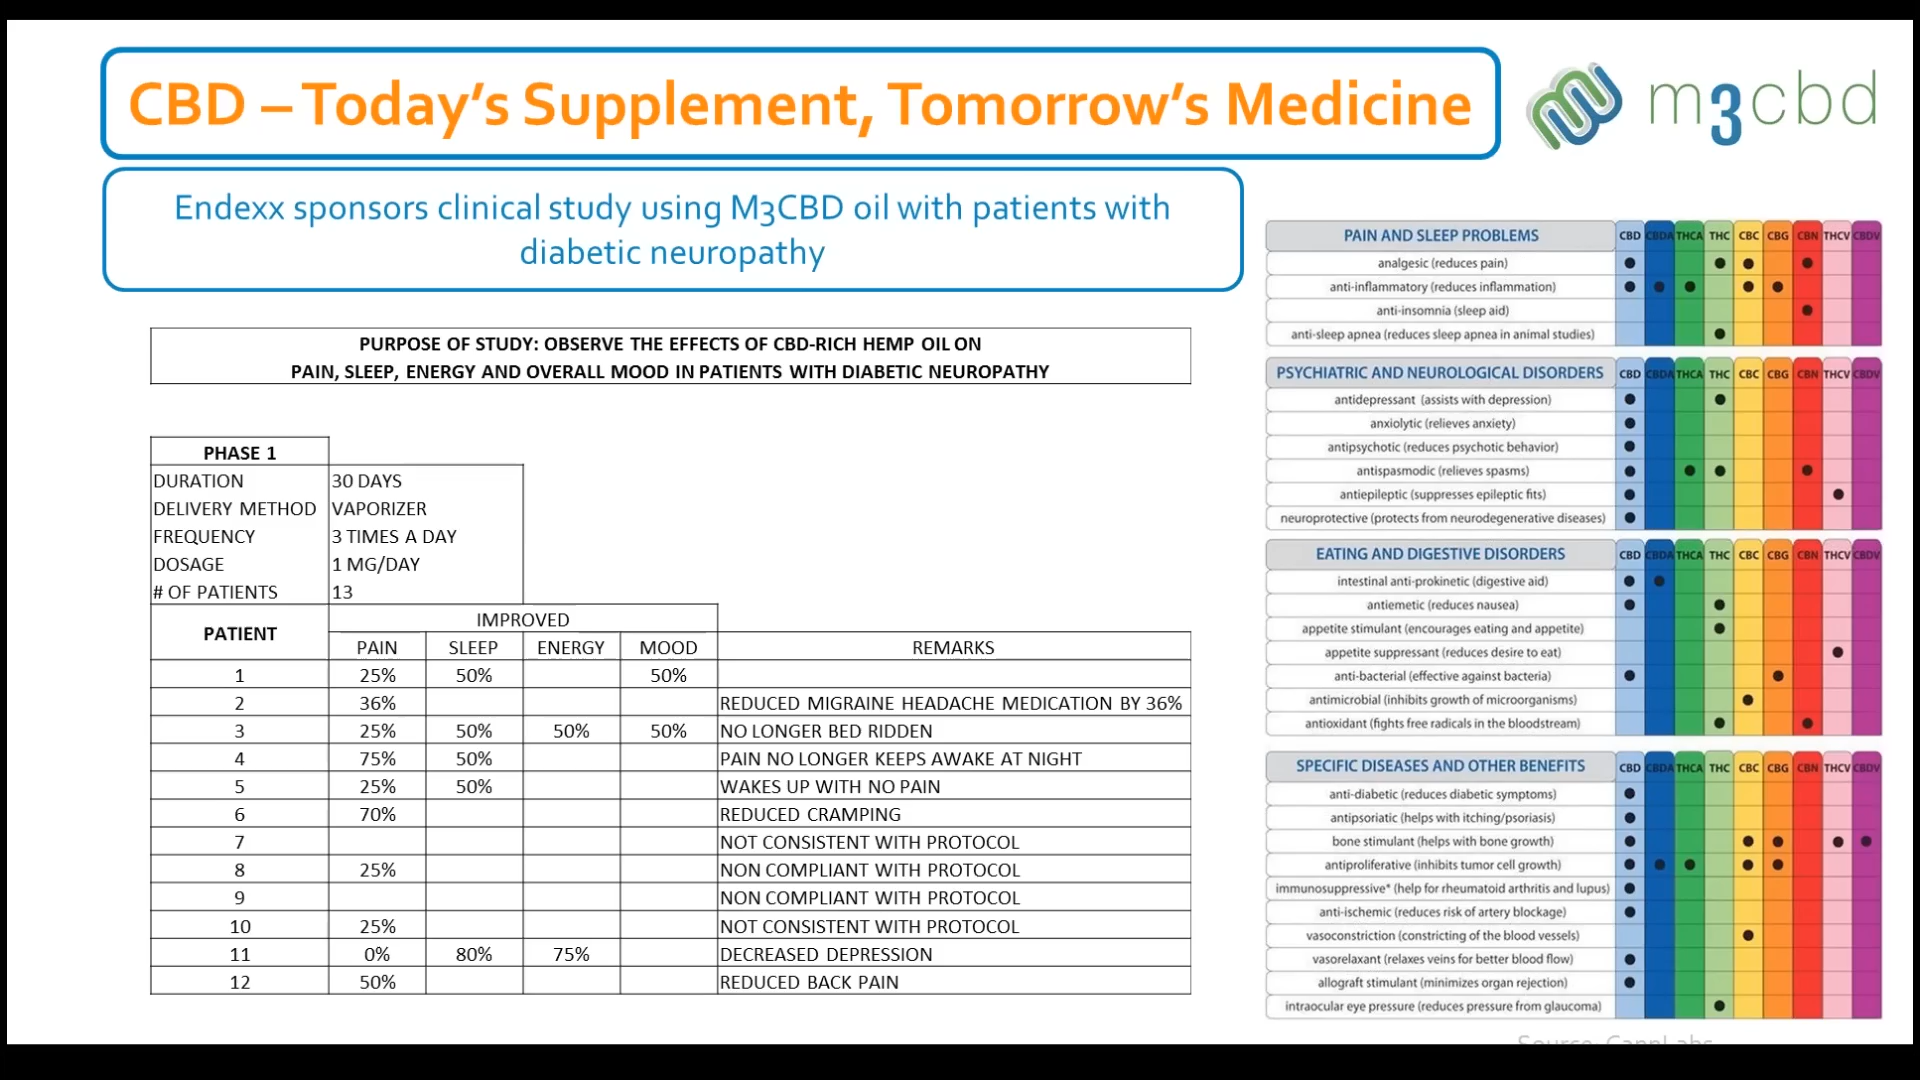 CBD – Today's Supplement, Tomorrow's Medicine
m3cbd
Endexx sponsors clinical study using M3CBD oil with patients with
diabetic neuropathy
PURPOSE OF STUDY: OBSERVE THE EFFECTS OF CBD-RICH HEMP OIL ON
PAIN, SLEEP, ENERGY AND OVERALL MOOD IN PATIENTS WITH DIABETIC NEUROPATHY
PHASE 1
DURATION 30 DAYS
DELIVERY METHOD VAPORIZER
FREQUENCY 3 TIMES A DAY
DOSAGE 1 MG/DAY
# OF PATIENTS 13
PATIENT IMPROVED
PAIN SLEEP ENERGY MOOD REMARKS
1 25% 50% 50%
2 36% REDUCED MIGRAINE HEADACHE MEDICATION BY 36%
3 25% 50% 50% 50% NO LONGER BED RIDDEN
4 75% 50% PAIN NO LONGER KEEPS AWAKE AT NIGHT
5 25% 50% WAKES UP WITH NO PAIN
6 70% REDUCED CRAMPING
7 NOT CONSISTENT WITH PROTOCOL
8 25% NON COMPLIANT WITH PROTOCOL
9 NON COMPLIANT WITH PROTOCOL
10 25% NOT CONSISTENT WITH PROTOCOL
11 0% 80% 75% DECREASED DEPRESSION
12 50% REDUCED BACK PAIN
PAIN AND SLEEP PROBLEMS CBD CBDA THCA THC CBC CBG CBN THCV CBDV
analgesic (reduces pain)
anti-inflammatory (reduces inflammation)
anti-insomnia (sleep aid)
anti-sleep apnea (reduces sleep apnea in animal studies)
PSYCHIATRIC AND NEUROLOGICAL DISORDERS CBD CBDA THCA THC CBC CBG CBN THCV CBDV
antidepressant (assists with depression)
anxiolytic (relieves anxiety)
antipsychotic (reduces psychotic behavior)
antispasmodic (relieves spasms)
antiepileptic (suppresses epileptic fits)
neuroprotective (protects from neurodegenerative diseases)
EATING AND DIGESTIVE DISORDERS CBD CBDA THCA THC CBC CBG CBN THCV CBDV
intestinal anti-prokinetic (digestive aid)
antiemetic (reduces nausea)
appetite stimulant (encourages eating and appetite)
appetite suppressant (reduces desire to eat)
anti-bacterial (effective against bacteria)
antimicrobial (inhibits growth of microorganisms)
antioxidant (fights free radicals in the bloodstream)
SPECIFIC DISEASES AND OTHER BENEFITS CBD CBDA THCA THC CBC CBG CBN THCV CBDV
anti-diabetic (reduces diabetic symptoms)
antipsoriatic (helps with itching/psoriasis)
bone stimulant (helps with bone growth)
antiproliferative (inhibits tumor cell growth)
immunosuppressive* (help for rheumatoid arthritis and lupus)
anti-ischemic (reduces risk of artery blockage)
vasoconstriction (constricting of the blood vessels)
vasorelaxant (relaxes veins for better blood flow)
allograft stimulant (minimizes organ rejection)
intraocular eye pressure (reduces pressure from glaucoma)
Source: CannLabs